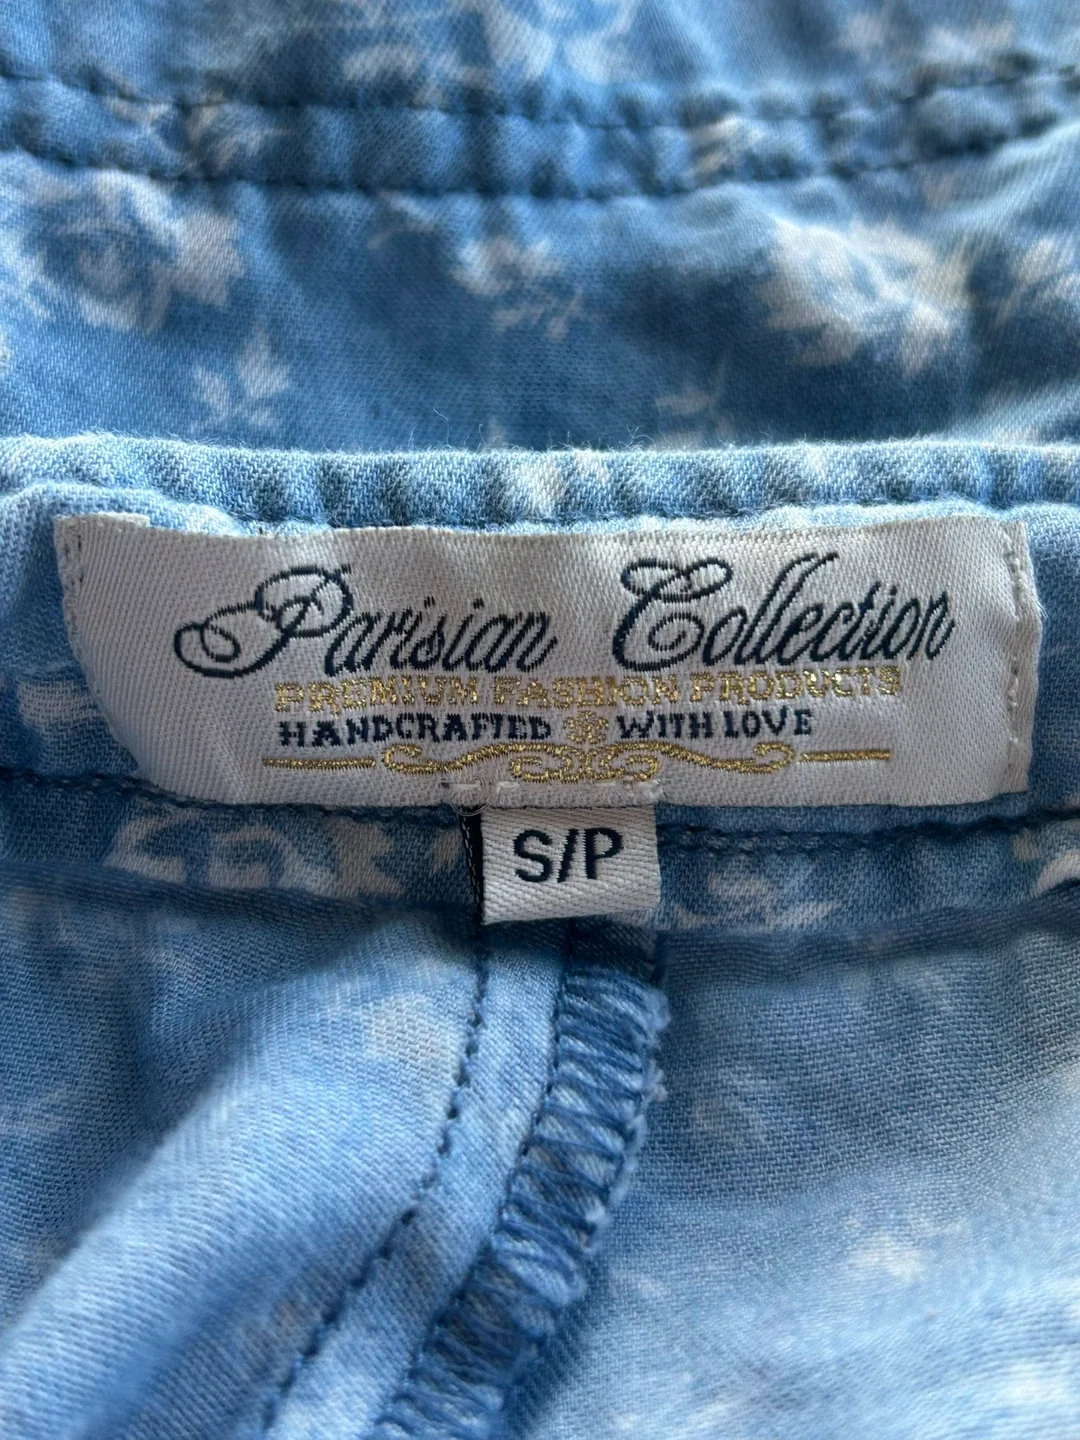 Parisian Collection
PREMIUM FASHION PRODUCTS
HANDCRAFTED WITH LOVE
S/P